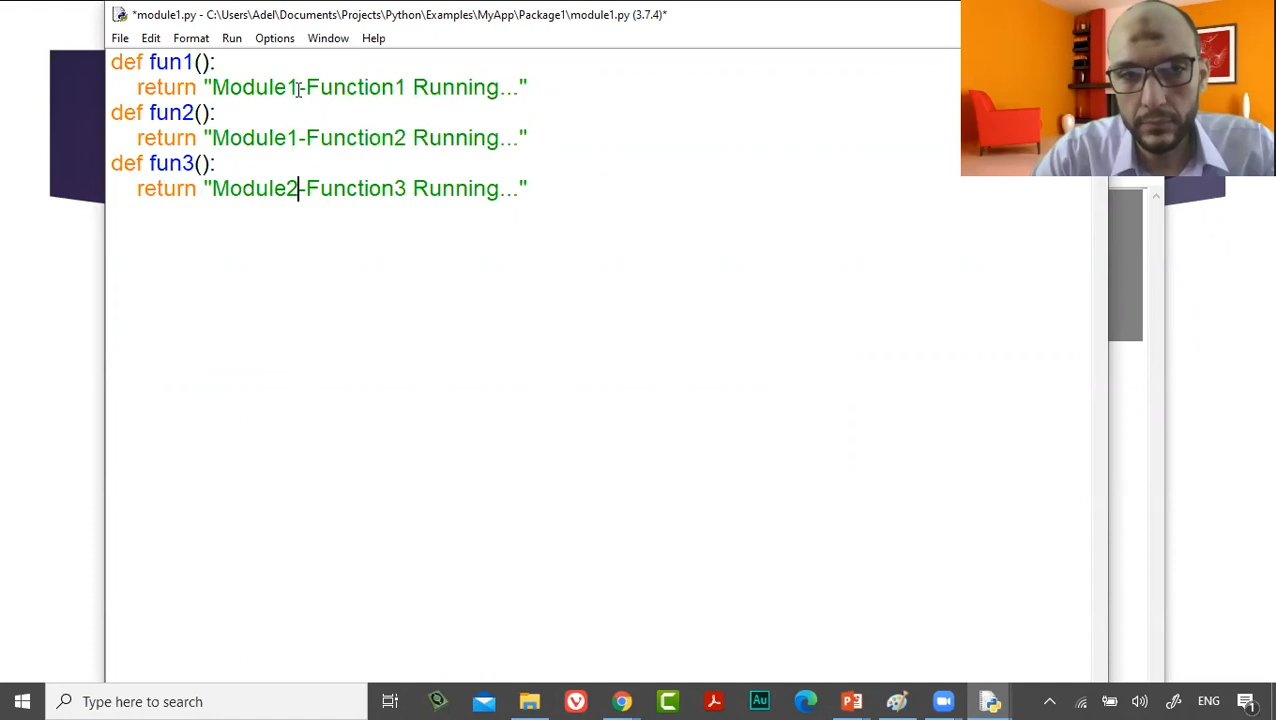 *module1.py - C:\Users\Adel\Documents\Projects\Python\Examples\MyApp\Package1\module1.py (3.7.4)*
File Edit Format Run Options Window Help
def fun1():
return "Module1-Function1 Running..."
def fun2():
return "Module1-Function2 Running..."
def fun3():
return "Module2-Function3 Running..."
Type here to search
Au
ENG
1